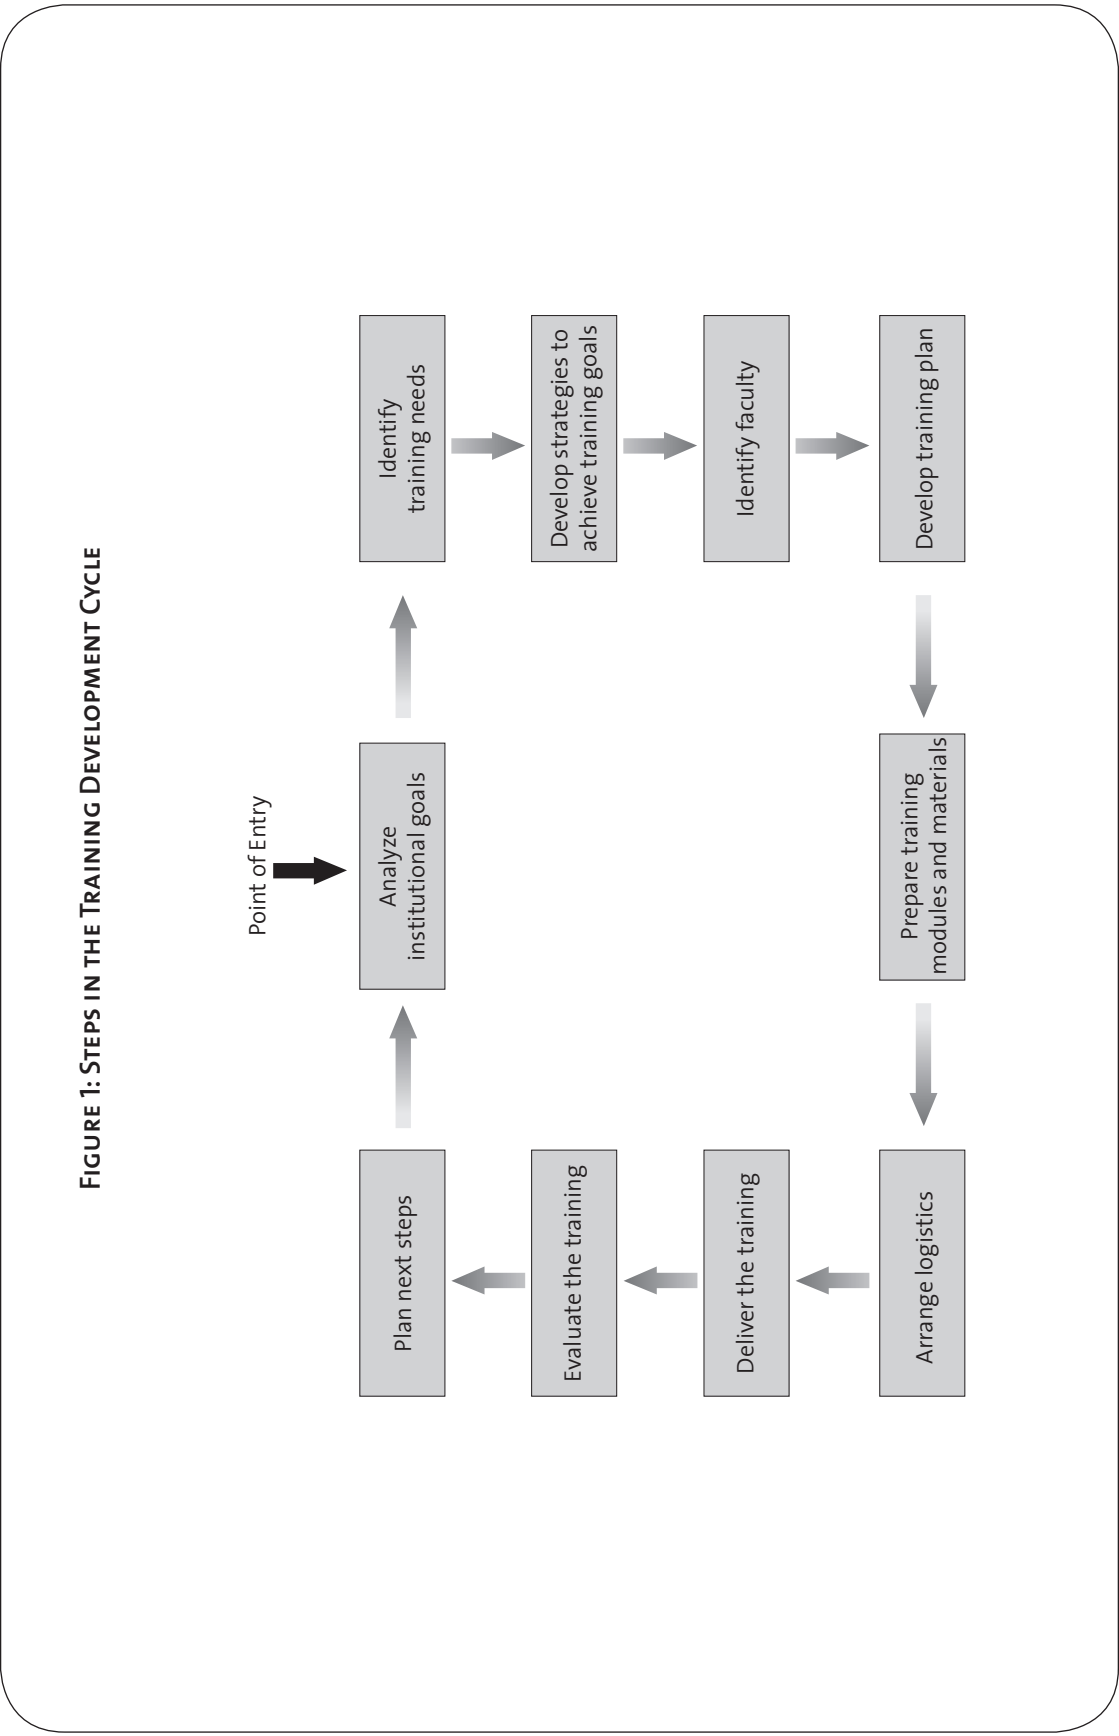 FIGURE 1: STEPS IN THE TRAINING DEVELOPMENT CYCLE
Point of Entry
Analyze
institutional goals
Identify
training needs
Develop strategies to
achieve training goals
Identify faculty
Develop training plan
Prepare training
modules and materials
Arrange logistics
Deliver the training
Evaluate the training
Plan next steps